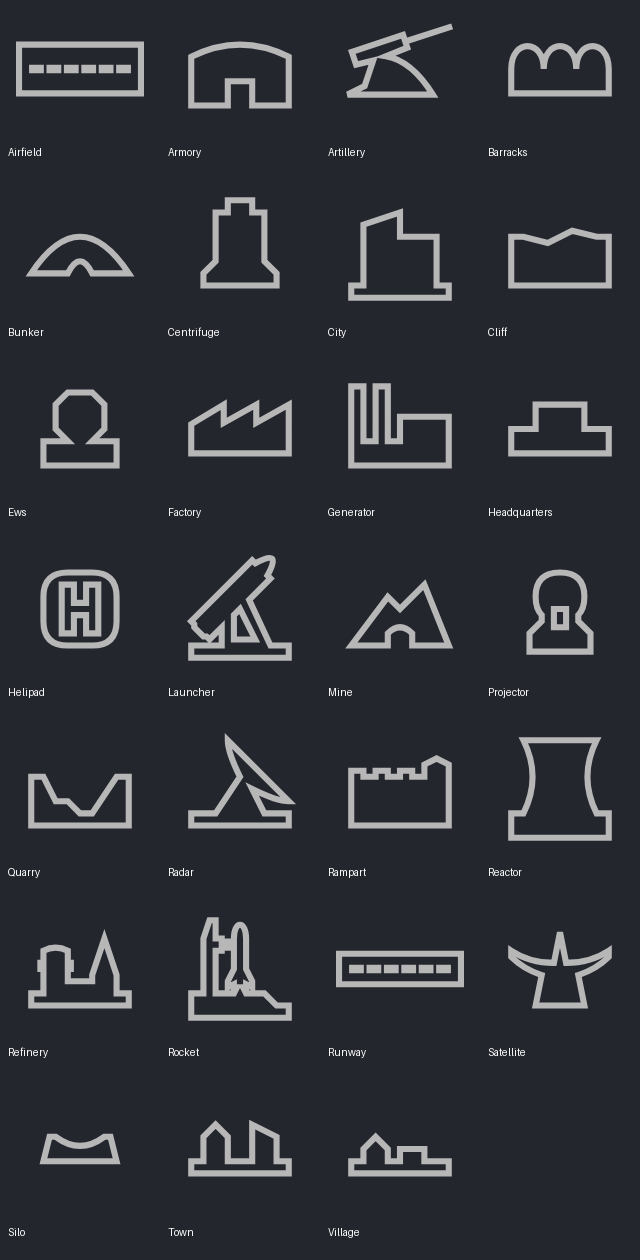 Airfield Armory Artillery Barracks
Bunker Centrifuge City Cliff
Ews Factory Generator Headquarters
H
Helipad Launcher Mine Projector
Quarry Radar Rampart Reactor
Refinery Rocket Runway Satellite
Silo Town Village